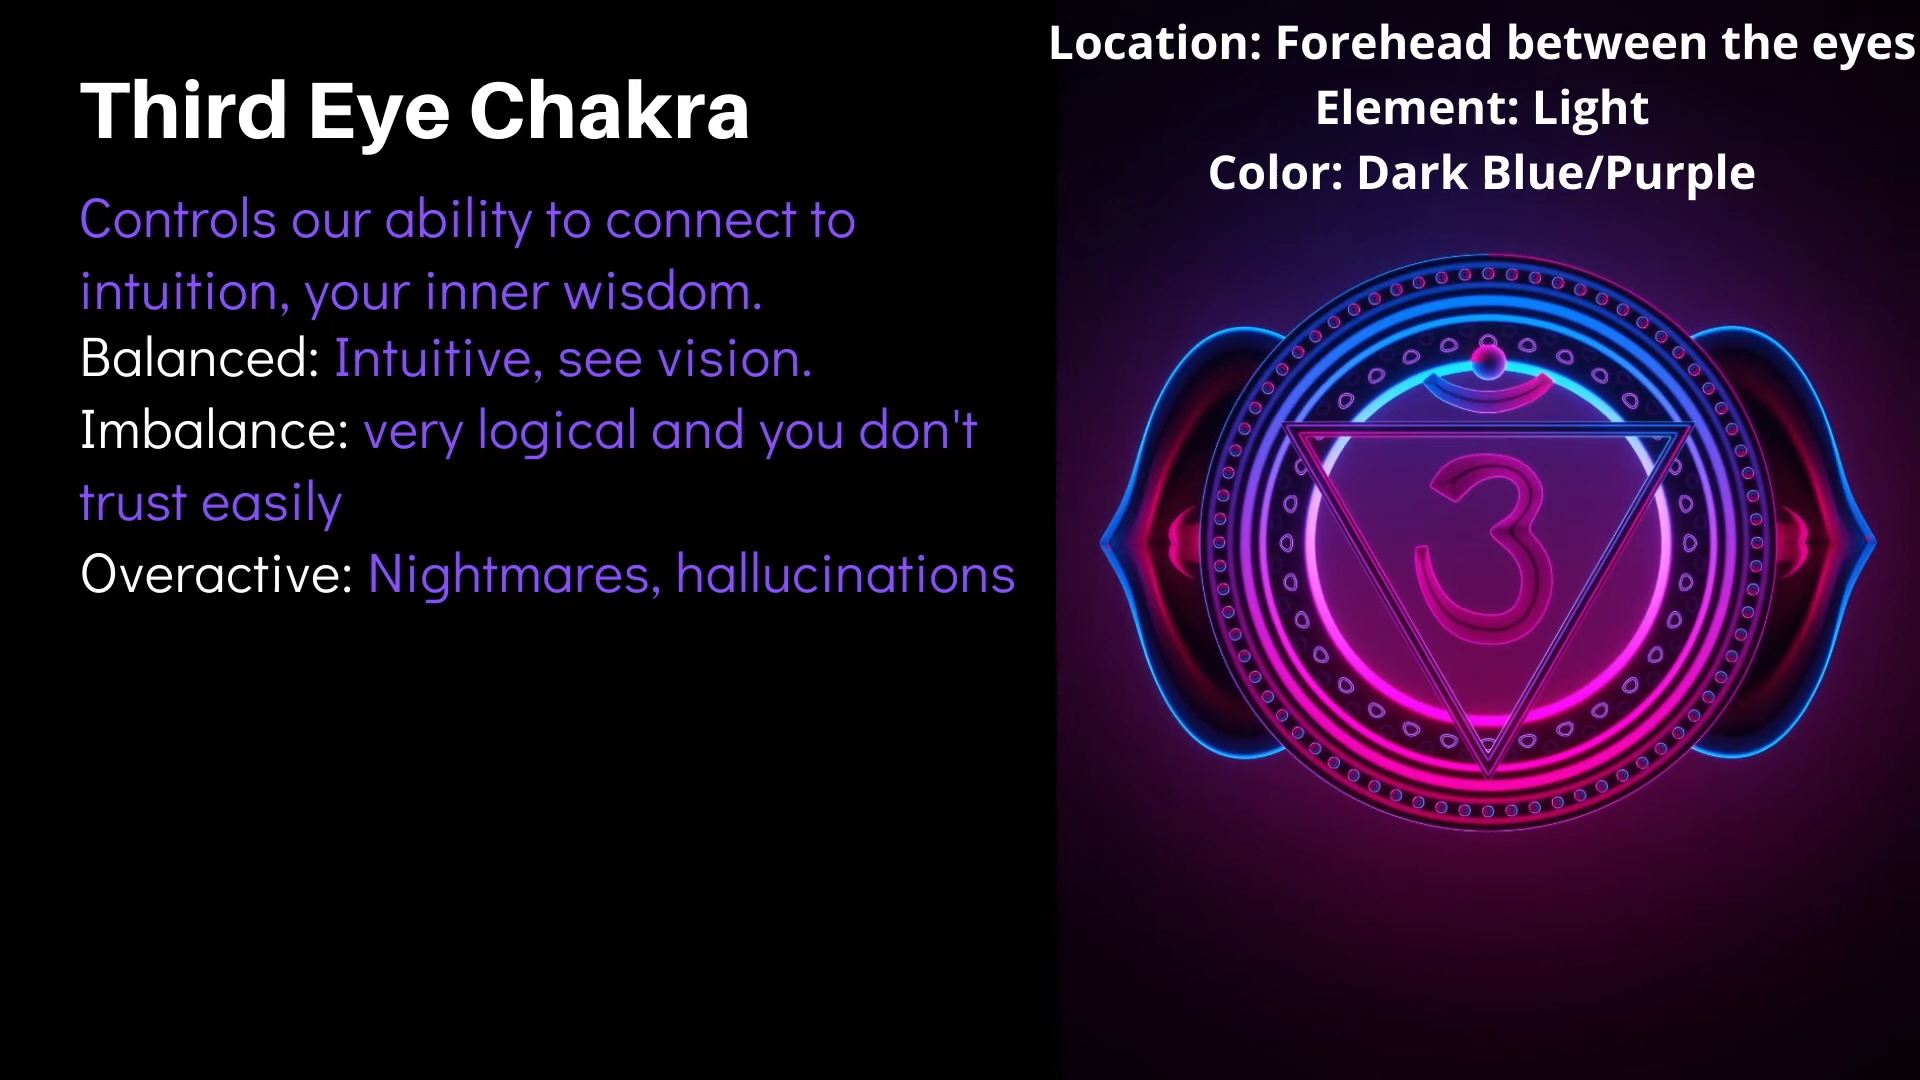 Third Eye Chakra
Controls our ability to connect to
intuition, your inner wisdom.
Balanced: Intuitive, see vision.
Imbalance: very logical and you don't
trust easily
Overactive: Nightmares, hallucinations
Location: Forehead between the eyes
Element: Light
Color: Dark Blue/Purple